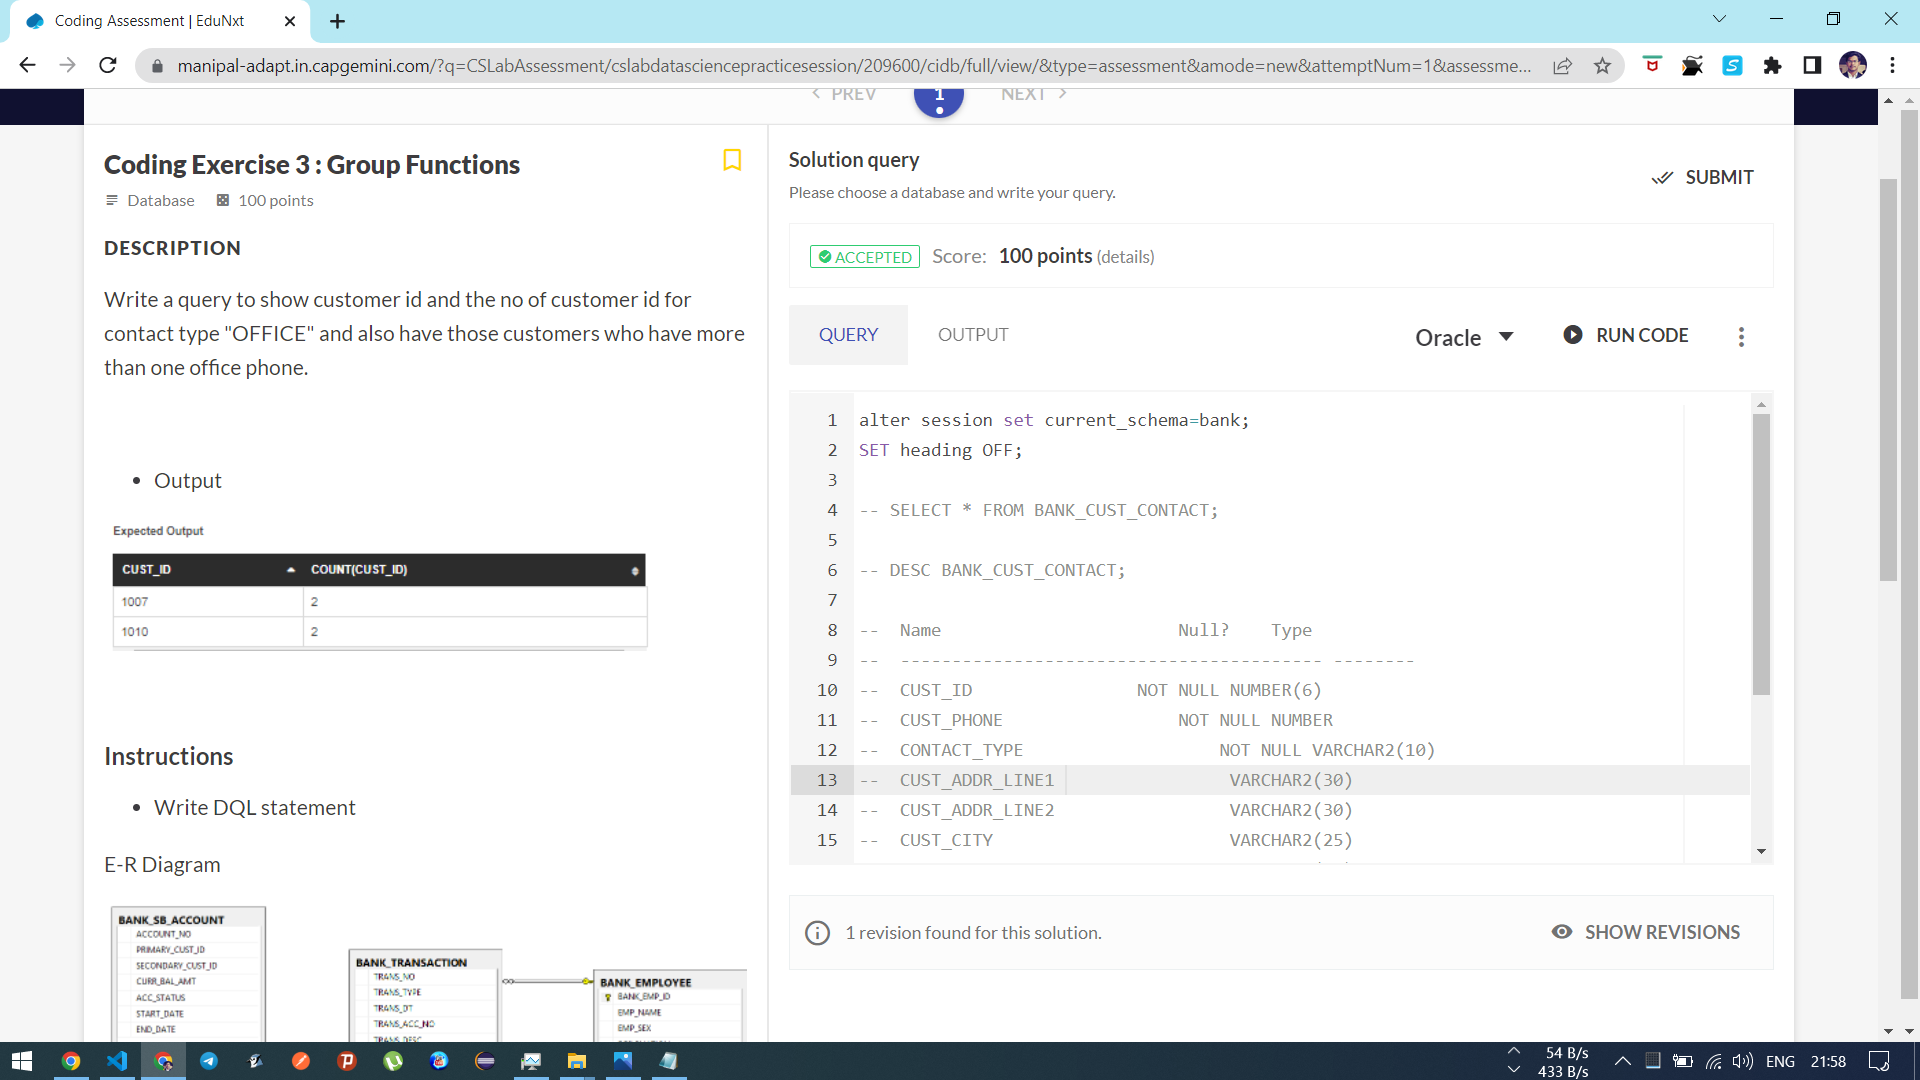 Coding Assessment | EduNxt
manipal-adapt.in.capgemini.com/?q=CSLabAssessment/cslabdatasciencepracticesession/209600/cidb/full/view/&type=assessment&amode=new&attemptNum=1&assessme...
PREV
1
NEXT
Coding Exercise 3 : Group Functions
Database
100 points
DESCRIPTION
Write a query to show customer id and the no of customer id for
contact type "OFFICE" and also have those customers who have more
than one office phone.
• Output
Expected Output
CUST_ID COUNT(CUST_ID)
1007 2
1010 2
Instructions
• Write DQL statement
E-R Diagram
BANK_SB_ACCOUNT
ACCOUNT_NO
PRIMARY_CUST_ID
SECONDARY_CUST_ID
CURR_BAL_AMT
ACC_STATUS
START_DATE
END_DATE
BANK_TRANSACTION
TRANS_NO
TRANS_TYPE
TRANS_DT
TRANS_ACC_NO
TRANS_DESC
BANK_EMPLOYEE
BANK_EMP_ID
EMP_NAME
EMP_SEX
Solution query
Please choose a database and write your query.
SUBMIT
ACCEPTED Score: 100 points (details)
QUERY
OUTPUT
Oracle
RUN CODE
1 alter session set current_schema=bank;
2 SET heading OFF;
3
4 -- SELECT * FROM BANK_CUST_CONTACT;
5
6 -- DESC BANK_CUST_CONTACT;
7
8 -- Name Null? Type
9 -- ----------------------------------------- --------
10 -- CUST_ID NOT NULL NUMBER(6)
11 -- CUST_PHONE NOT NULL NUMBER
12 -- CONTACT_TYPE NOT NULL VARCHAR2(10)
13 -- CUST_ADDR_LINE1 VARCHAR2(30)
14 -- CUST_ADDR_LINE2 VARCHAR2(30)
15 -- CUST_CITY VARCHAR2(25)
1 revision found for this solution.
SHOW REVISIONS
54 B/s
433 B/s
ENG
21:58